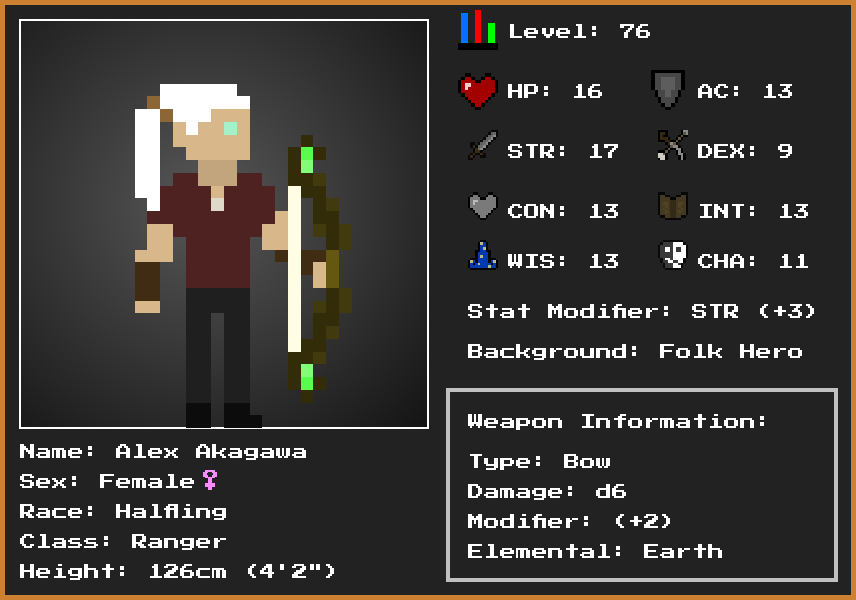 Level: 76
HP: 16 AC: 13
STR: 17 DEX: 9
CON: 13 INT: 13
WIS: 13 CHA: 11
Stat Modifier: STR (+3)
Background: Folk Hero
Weapon Information:
Type: Bow
Damage: d6
Modifier: (+2)
Elemental: Earth
Name: Alex Akagawa
Sex: Female♀
Race: Halfling
Class: Ranger
Height: 126cm (4'2")